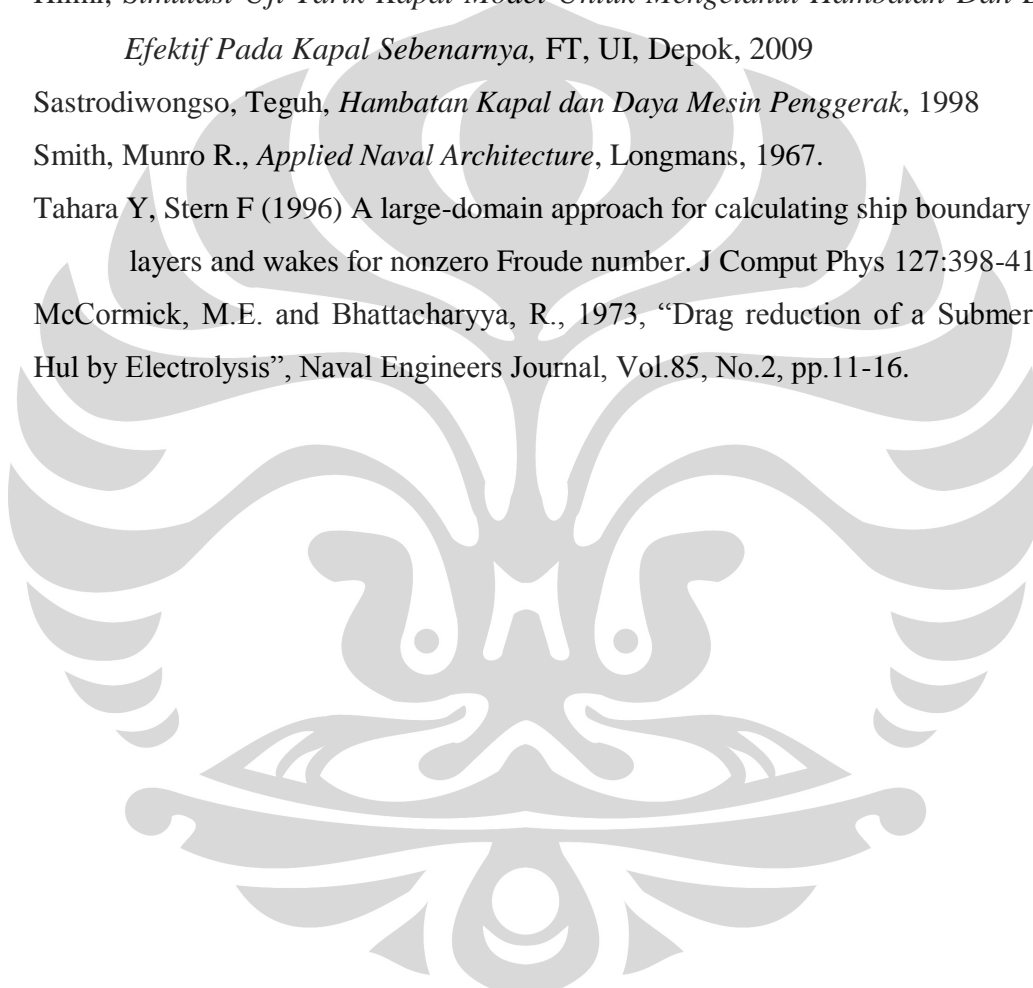 Simulasi Uji Tarik Kapal Model Untuk Mengetahui Hambatan Dan
Efektif Pada Kapal Sebenarnya, FT, UI, Depok, 2009
Sastrodiwongso, Teguh, Hambatan Kapal dan Daya Mesin Penggerak, 1998
Smith, Munro R., Applied Naval Architecture, Longmans, 1967.
Tahara Y, Stern F (1996) A large-domain approach for calculating ship boundary
layers and wakes for nonzero Froude number. J Comput Phys 127:398-41
McCormick, M.E. and Bhattacharyya, R., 1973, “Drag reduction of a Submer
Hul by Electrolysis”, Naval Engineers Journal, Vol.85, No.2, pp.11-16.